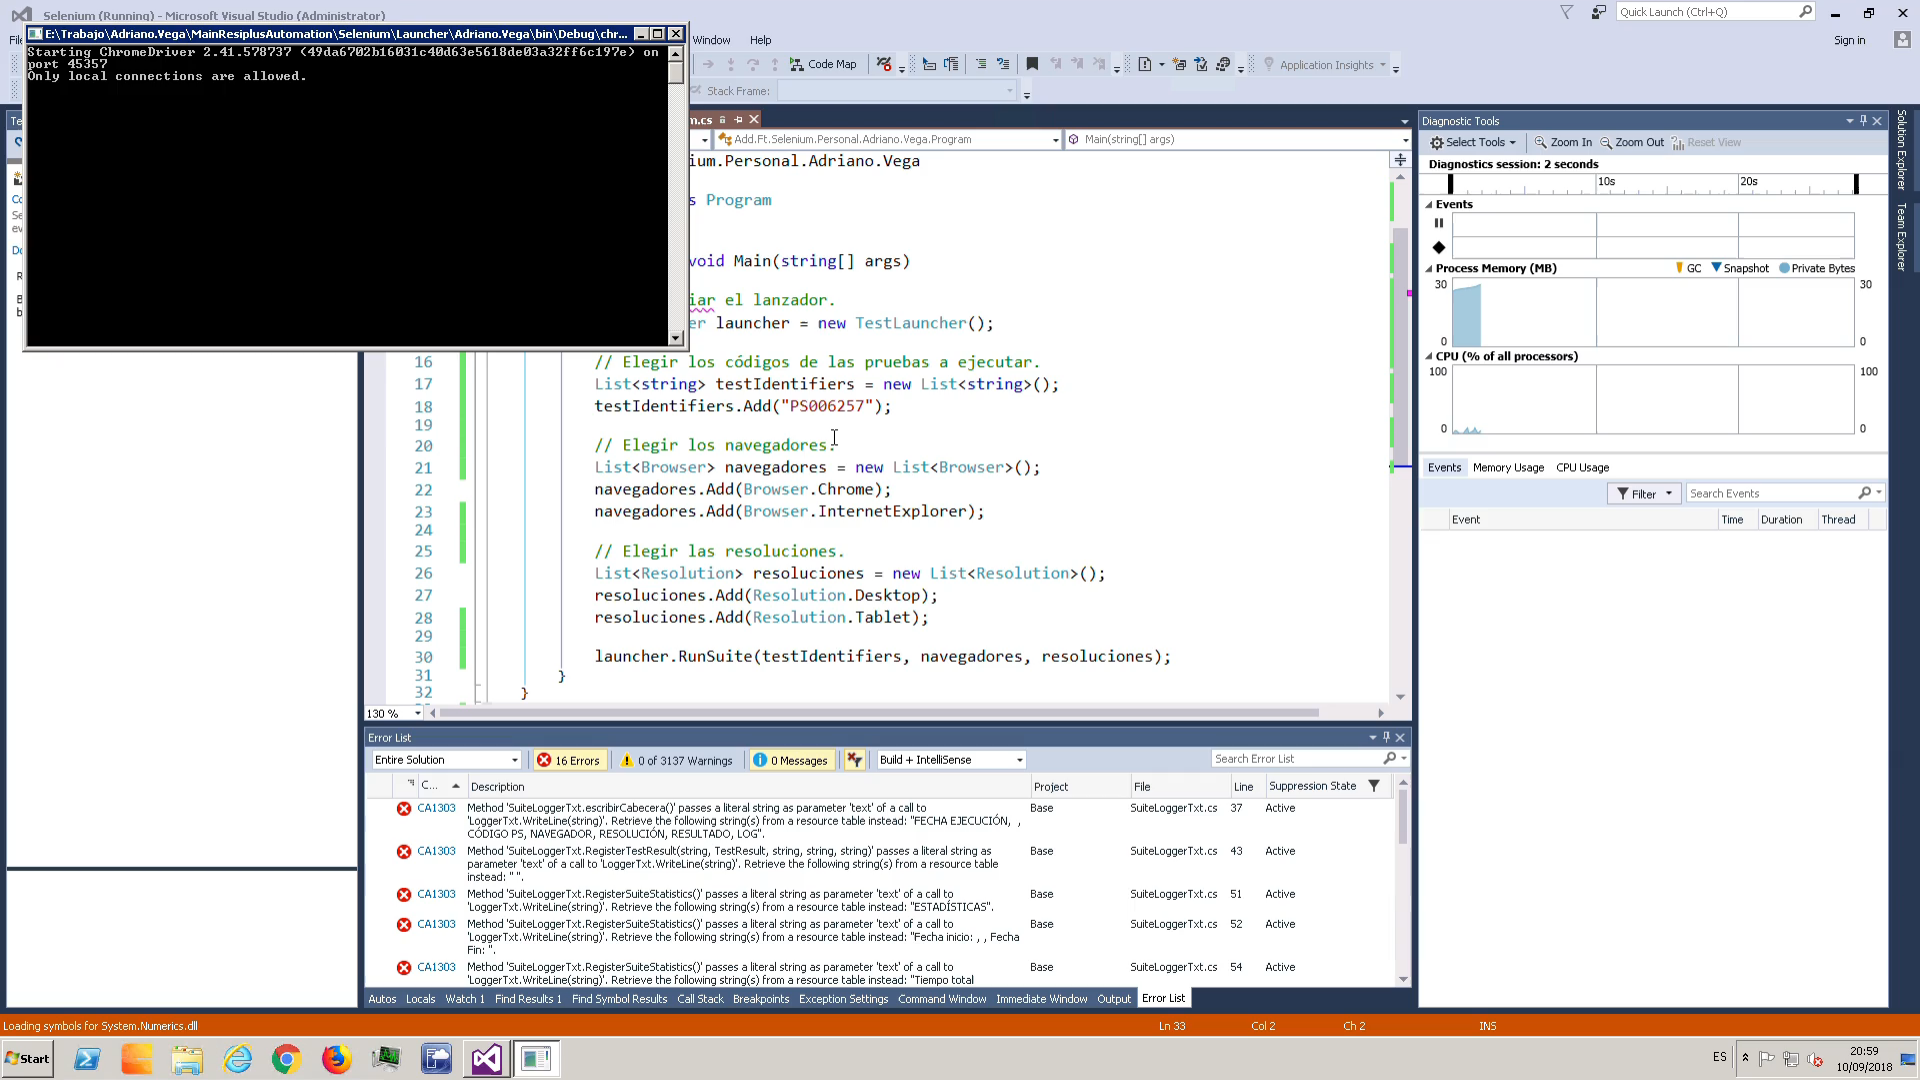 Selenium (Running) - Microsoft Visual Studio (Administrator)
Quick Launch (Ctrl+Q)
E:\Trabajo\Adriano.Vega\MainResiplusAutomation\Selenium\Launcher\Adriano.Vega\bin\Debug\chr...
Window Help
Sign in
Starting ChromeDriver 2.41.578737 (49da6702b16031c40d63e5618de03a32ff6c197e) on
port 45357
Only local connections are allowed.
Code Map
Application Insights
Stack Frame:
m.cs
Add.Ft.Selenium.Personal.Adriano.Vega.Program
Main(string[] args)
ium.Personal.Adriano.Vega
s Program
void Main(string[] args)
iar el lanzador.
er launcher = new TestLauncher();
16 // Elegir los códigos de las pruebas a ejecutar.
17 List<string> testIdentifiers = new List<string>();
18 testIdentifiers.Add("PS006257");
19
20 // Elegir los navegadores.
21 List<Browser> navegadores = new List<Browser>();
22 navegadores.Add(Browser.Chrome);
23 navegadores.Add(Browser.InternetExplorer);
24
25 // Elegir las resoluciones.
26 List<Resolution> resoluciones = new List<Resolution>();
27 resoluciones.Add(Resolution.Desktop);
28 resoluciones.Add(Resolution.Tablet);
29
30 launcher.RunSuite(testIdentifiers, navegadores, resoluciones);
31 }
32 }
130 %
Diagnostic Tools
Select Tools Zoom In Zoom Out Reset View
Diagnostics session: 2 seconds
10s 20s
Events
Process Memory (MB) GC Snapshot Private Bytes
30 30
0 0
CPU (% of all processors)
100 100
0 0
Events Memory Usage CPU Usage
Filter Search Events
Event Time Duration Thread
Solution Explorer
Team Explorer
Error List
Entire Solution 16 Errors 0 of 3137 Warnings 0 Messages Build + IntelliSense Search Error List
C... Description Project File Line Suppression State
CA1303 Method 'SuiteLoggerTxt.escribirCabecera()' passes a literal string as parameter 'text' of a call to Base SuiteLoggerTxt.cs 37 Active
'LoggerTxt.WriteLine(string)'. Retrieve the following string(s) from a resource table instead: "FECHA EJECUCIÓN, ,
CÓDIGO PS, NAVEGADOR, RESOLUCIÓN, RESULTADO, LOG".
CA1303 Method 'SuiteLoggerTxt.RegisterTestResult(string, TestResult, string, string, string)' passes a literal string as Base SuiteLoggerTxt.cs 43 Active
parameter 'text' of a call to 'LoggerTxt.WriteLine(string)'. Retrieve the following string(s) from a resource table
instead: " ".
CA1303 Method 'SuiteLoggerTxt.RegisterSuiteStatistics()' passes a literal string as parameter 'text' of a call to Base SuiteLoggerTxt.cs 51 Active
'LoggerTxt.WriteLine(string)'. Retrieve the following string(s) from a resource table instead: "ESTADÍSTICAS".
CA1303 Method 'SuiteLoggerTxt.RegisterSuiteStatistics()' passes a literal string as parameter 'text' of a call to Base SuiteLoggerTxt.cs 52 Active
'LoggerTxt.WriteLine(string)'. Retrieve the following string(s) from a resource table instead: "Fecha inicio: , , Fecha
Fin: ".
CA1303 Method 'SuiteLoggerTxt.RegisterSuiteStatistics()' passes a literal string as parameter 'text' of a call to Base SuiteLoggerTxt.cs 54 Active
'LoggerTxt.WriteLine(string)'. Retrieve the following string(s) from a resource table instead: "Tiempo total
Autos Locals Watch 1 Find Results 1 Find Symbol Results Call Stack Breakpoints Exception Settings Command Window Immediate Window Output Error List
Loading symbols for System.Numerics.dll Ln 33 Col 2 Ch 2 INS
Start
ES
20:59
10/09/2018